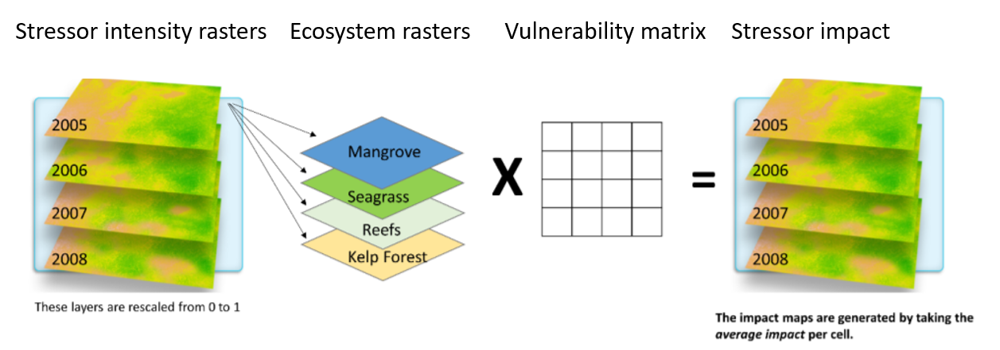 Stressor intensity rasters
Ecosystem rasters
Vulnerability matrix
Stressor impact
2005
2006
2007
2008
These layers are rescaled from 0 to 1
Mangrove
Seagrass
Reefs
Kelp Forest
X
=
2005
2006
2007
2008
The impact maps are generated by taking the
average impact per cell.